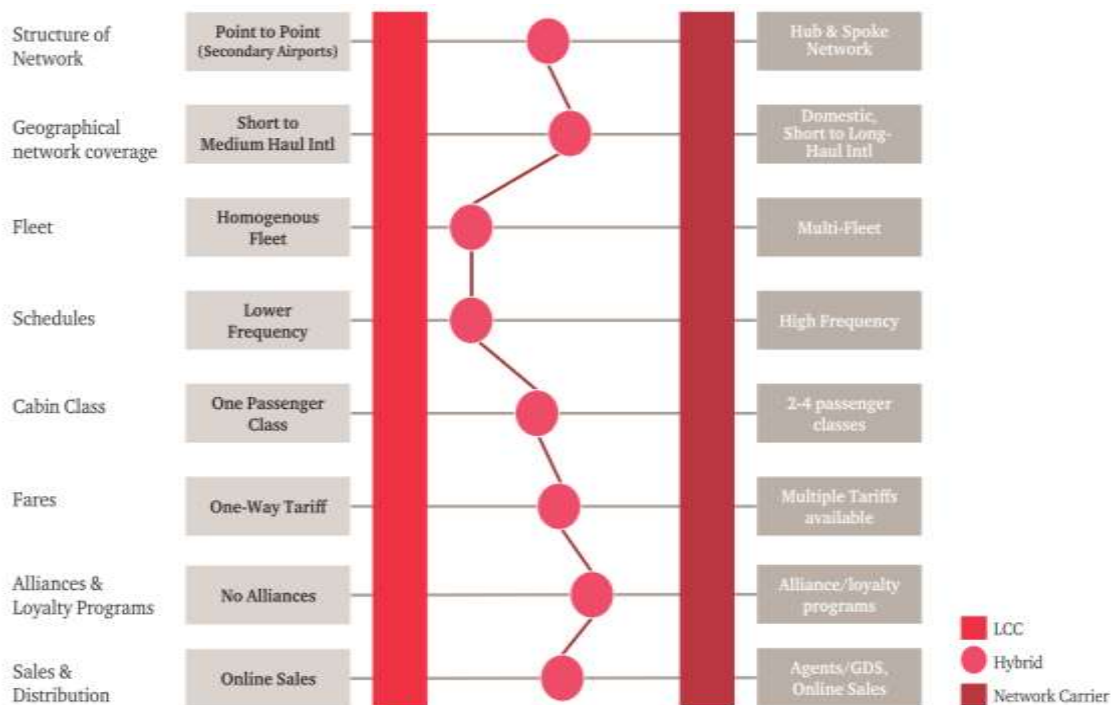 Structure of
Network
Point to Point
(Secondary Airports)
Hub & Spoke
Network
Geographical
network coverage
Short to
Medium Haul Intl
Domestic,
Short to Long-
Haul Intl
Fleet
Homogenous
Fleet
Multi-Fleet
Schedules
Lower
Frequency
High Frequency
Cabin Class
One Passenger
Class
2-4 passenger
classes
Fares
One-Way Tariff
Multiple Tariffs
available
Alliances &
Loyalty Programs
No Alliances
Alliance/loyalty
programs
Sales &
Distribution
Online Sales
Agents/GDS,
Online Sales
LCC
Hybrid
Network Carrier